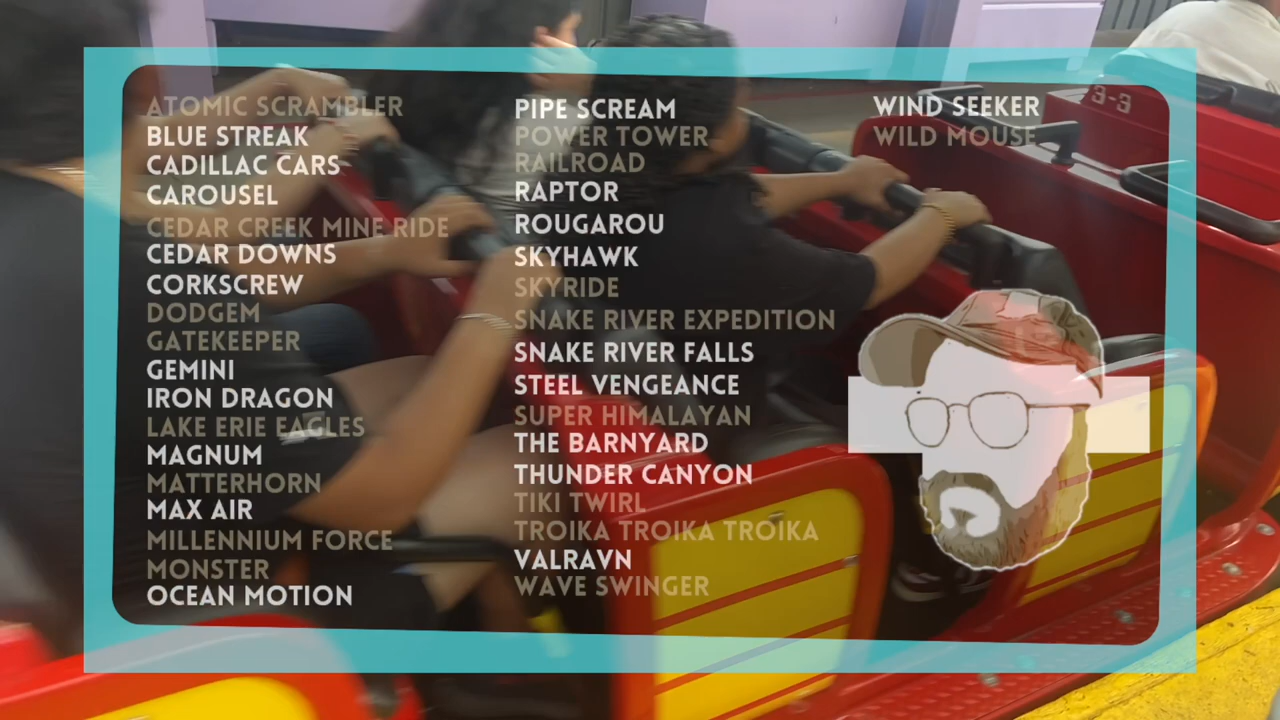 ATOMIC SCRAMBLER
BLUE STREAK
CADILLAC CARS
CAROUSEL
CEDAR CREEK MINE RIDE
CEDAR DOWNS
CORKSCREW
DODGEM
GATEKEEPER
GEMINI
IRON DRAGON
LAKE ERIE EAGLES
MAGNUM
MATTERHORN
MAX AIR
MILLENNIUM FORCE
MONSTER
OCEAN MOTION
PIPE SCREAM
POWER TOWER
RAILROAD
RAPTOR
ROUGAROU
SKYHAWK
SKYRIDE
SNAKE RIVER EXPEDITION
SNAKE RIVER FALLS
STEEL VENGEANCE
SUPER HIMALAYAN
THE BARNYARD
THUNDER CANYON
TIKI TWIRL
TROIKA TROIKA TROIKA
VALRAVN
WAVE SWINGER
WIND SEEKER
WILD MOUSE
3-3